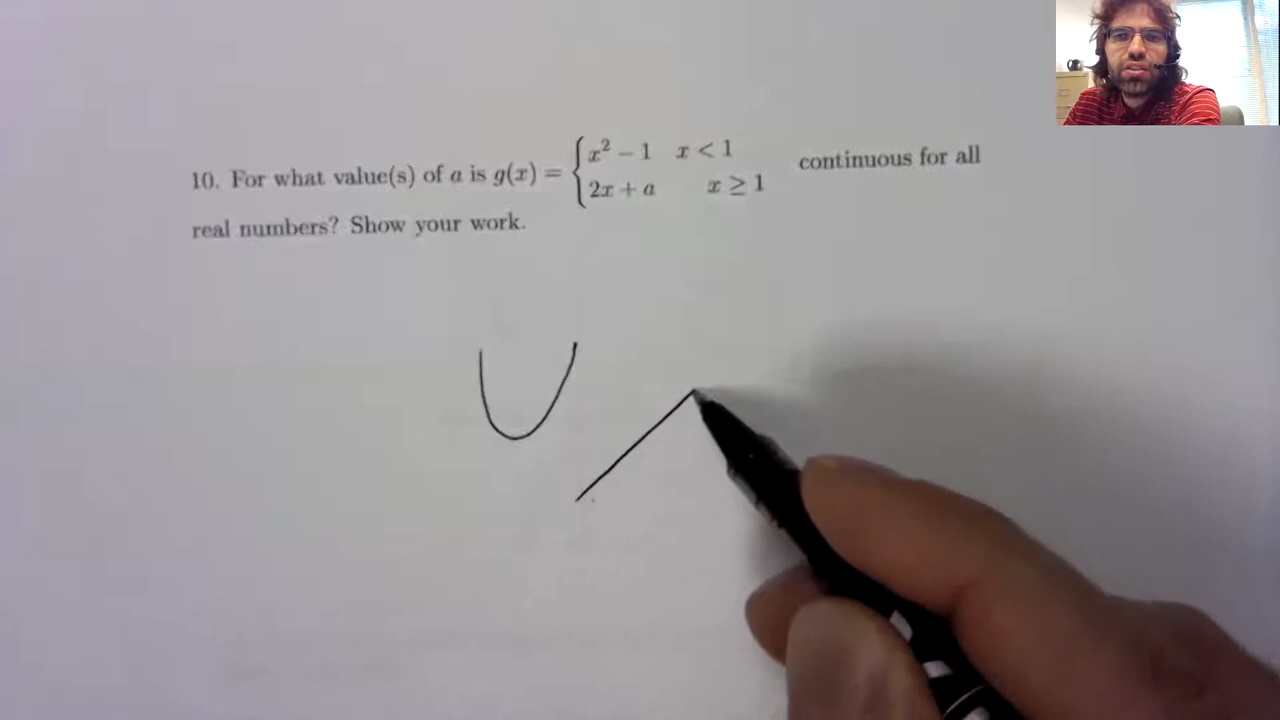 10. For what value(s) of a is g(x) = { x² − 1 x < 1 continuous for all
2x + a x ≥ 1
real numbers? Show your work.